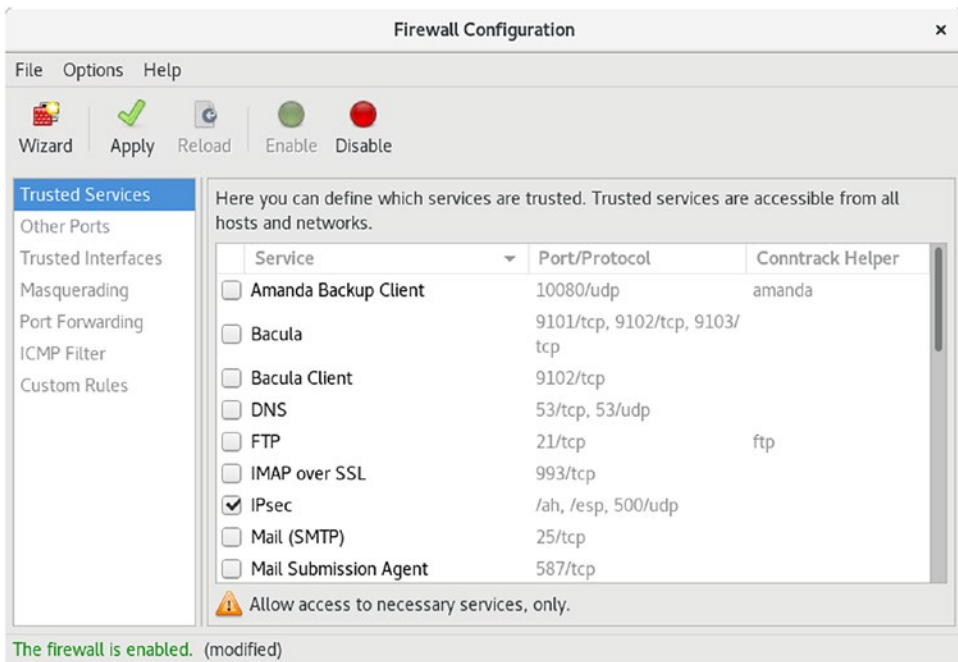 Firewall Configuration ×
File Options Help
Wizard Apply Reload Enable Disable
Trusted Services
Other Ports
Trusted Interfaces
Masquerading
Port Forwarding
ICMP Filter
Custom Rules
Here you can define which services are trusted. Trusted services are accessible from all
hosts and networks.
Service Port/Protocol Conntrack Helper
Amanda Backup Client 10080/udp amanda
Bacula 9101/tcp, 9102/tcp, 9103/
tcp
Bacula Client 9102/tcp
DNS 53/tcp, 53/udp
FTP 21/tcp ftp
IMAP over SSL 993/tcp
IPsec /ah, /esp, 500/udp
Mail (SMTP) 25/tcp
Mail Submission Agent 587/tcp
Allow access to necessary services, only.
The firewall is enabled. (modified)